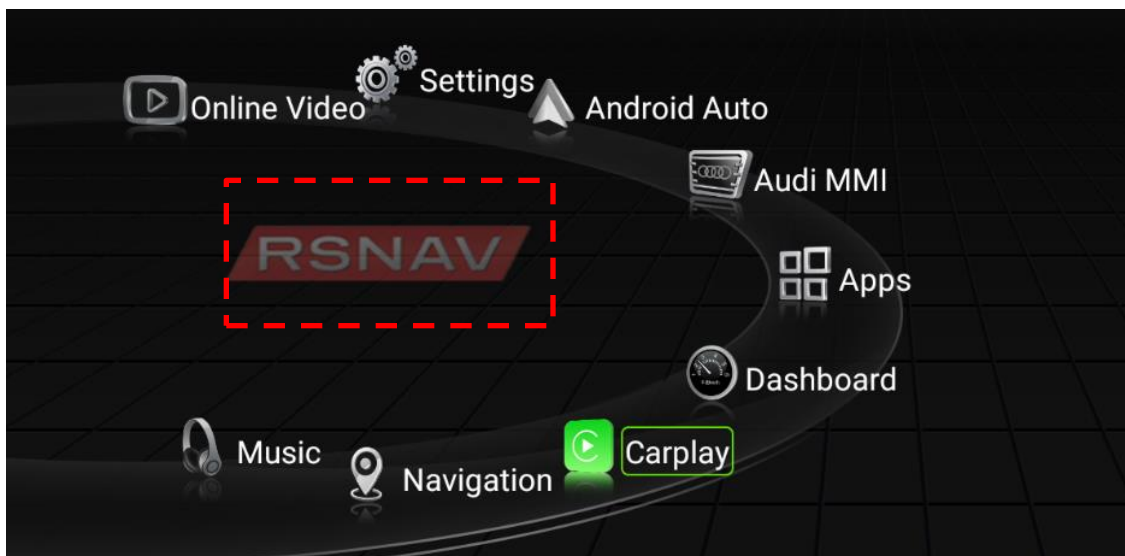 Settings
Online Video
Android Auto
Audi MMI
RSNAV
Apps
Dashboard
Music
Carplay
Navigation